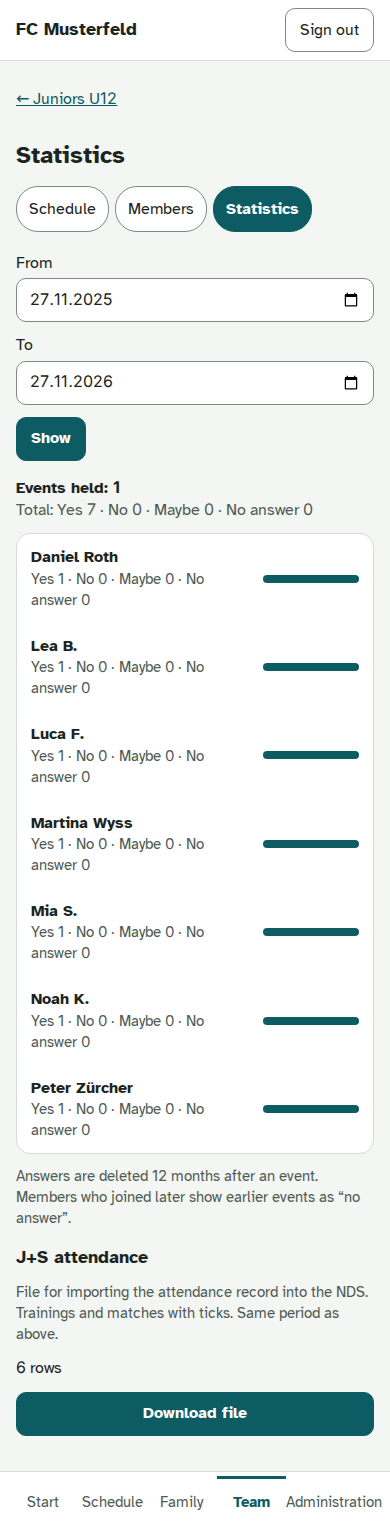 FC Musterfeld
Sign out
← Juniors U12
Statistics
Schedule
Members
Statistics
From
27.11.2025
To
27.11.2026
Show
Events held: 1
Total: Yes 7 · No 0 · Maybe 0 · No answer 0
Daniel Roth
Yes 1 · No 0 · Maybe 0 · No
answer 0
Lea B.
Yes 1 · No 0 · Maybe 0 · No
answer 0
Luca F.
Yes 1 · No 0 · Maybe 0 · No
answer 0
Martina Wyss
Yes 1 · No 0 · Maybe 0 · No
answer 0
Mia S.
Yes 1 · No 0 · Maybe 0 · No
answer 0
Noah K.
Yes 1 · No 0 · Maybe 0 · No
answer 0
Peter Zürcher
Yes 1 · No 0 · Maybe 0 · No
answer 0
Answers are deleted 12 months after an event.
Members who joined later show earlier events as “no
answer”.
J+S attendance
File for importing the attendance record into the NDS.
Trainings and matches with ticks. Same period as
above.
6 rows
Download file
Start
Schedule
Family
Team
Administration